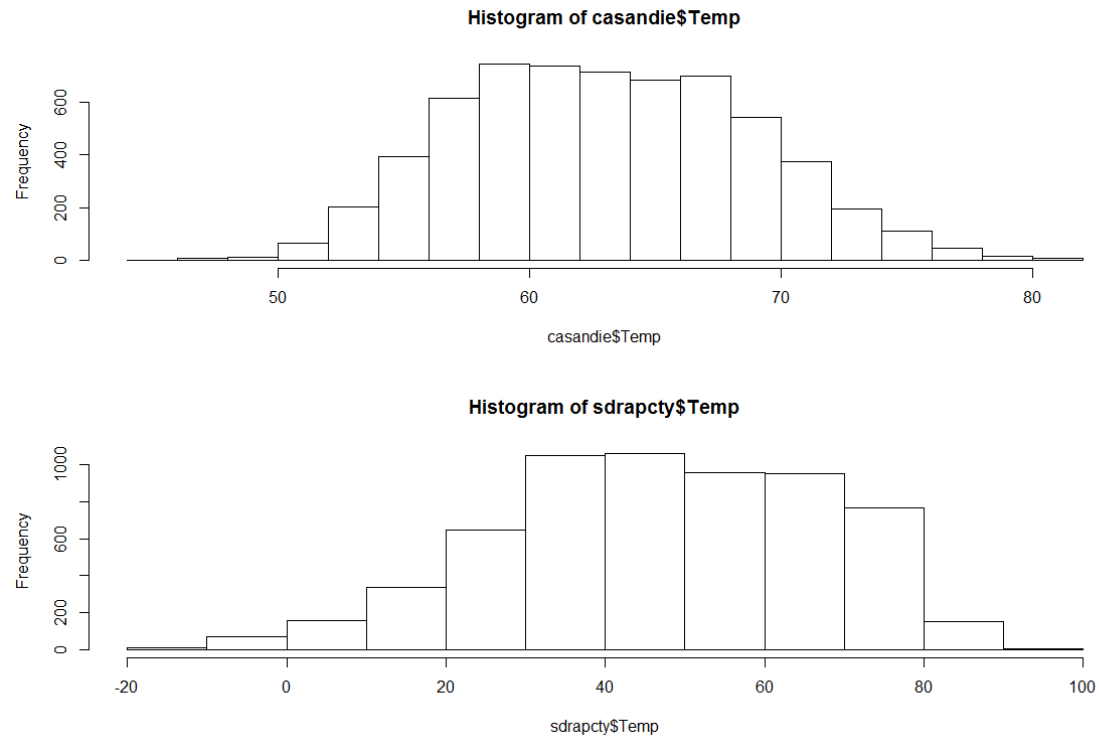 Histogram of casandie$Temp
Frequency
0 200 400 600
50 60 70 80
casandie$Temp
Histogram of sdrapcty$Temp
Frequency
0 200 600 1000
-20 0 20 40 60 80 100
sdrapcty$Temp